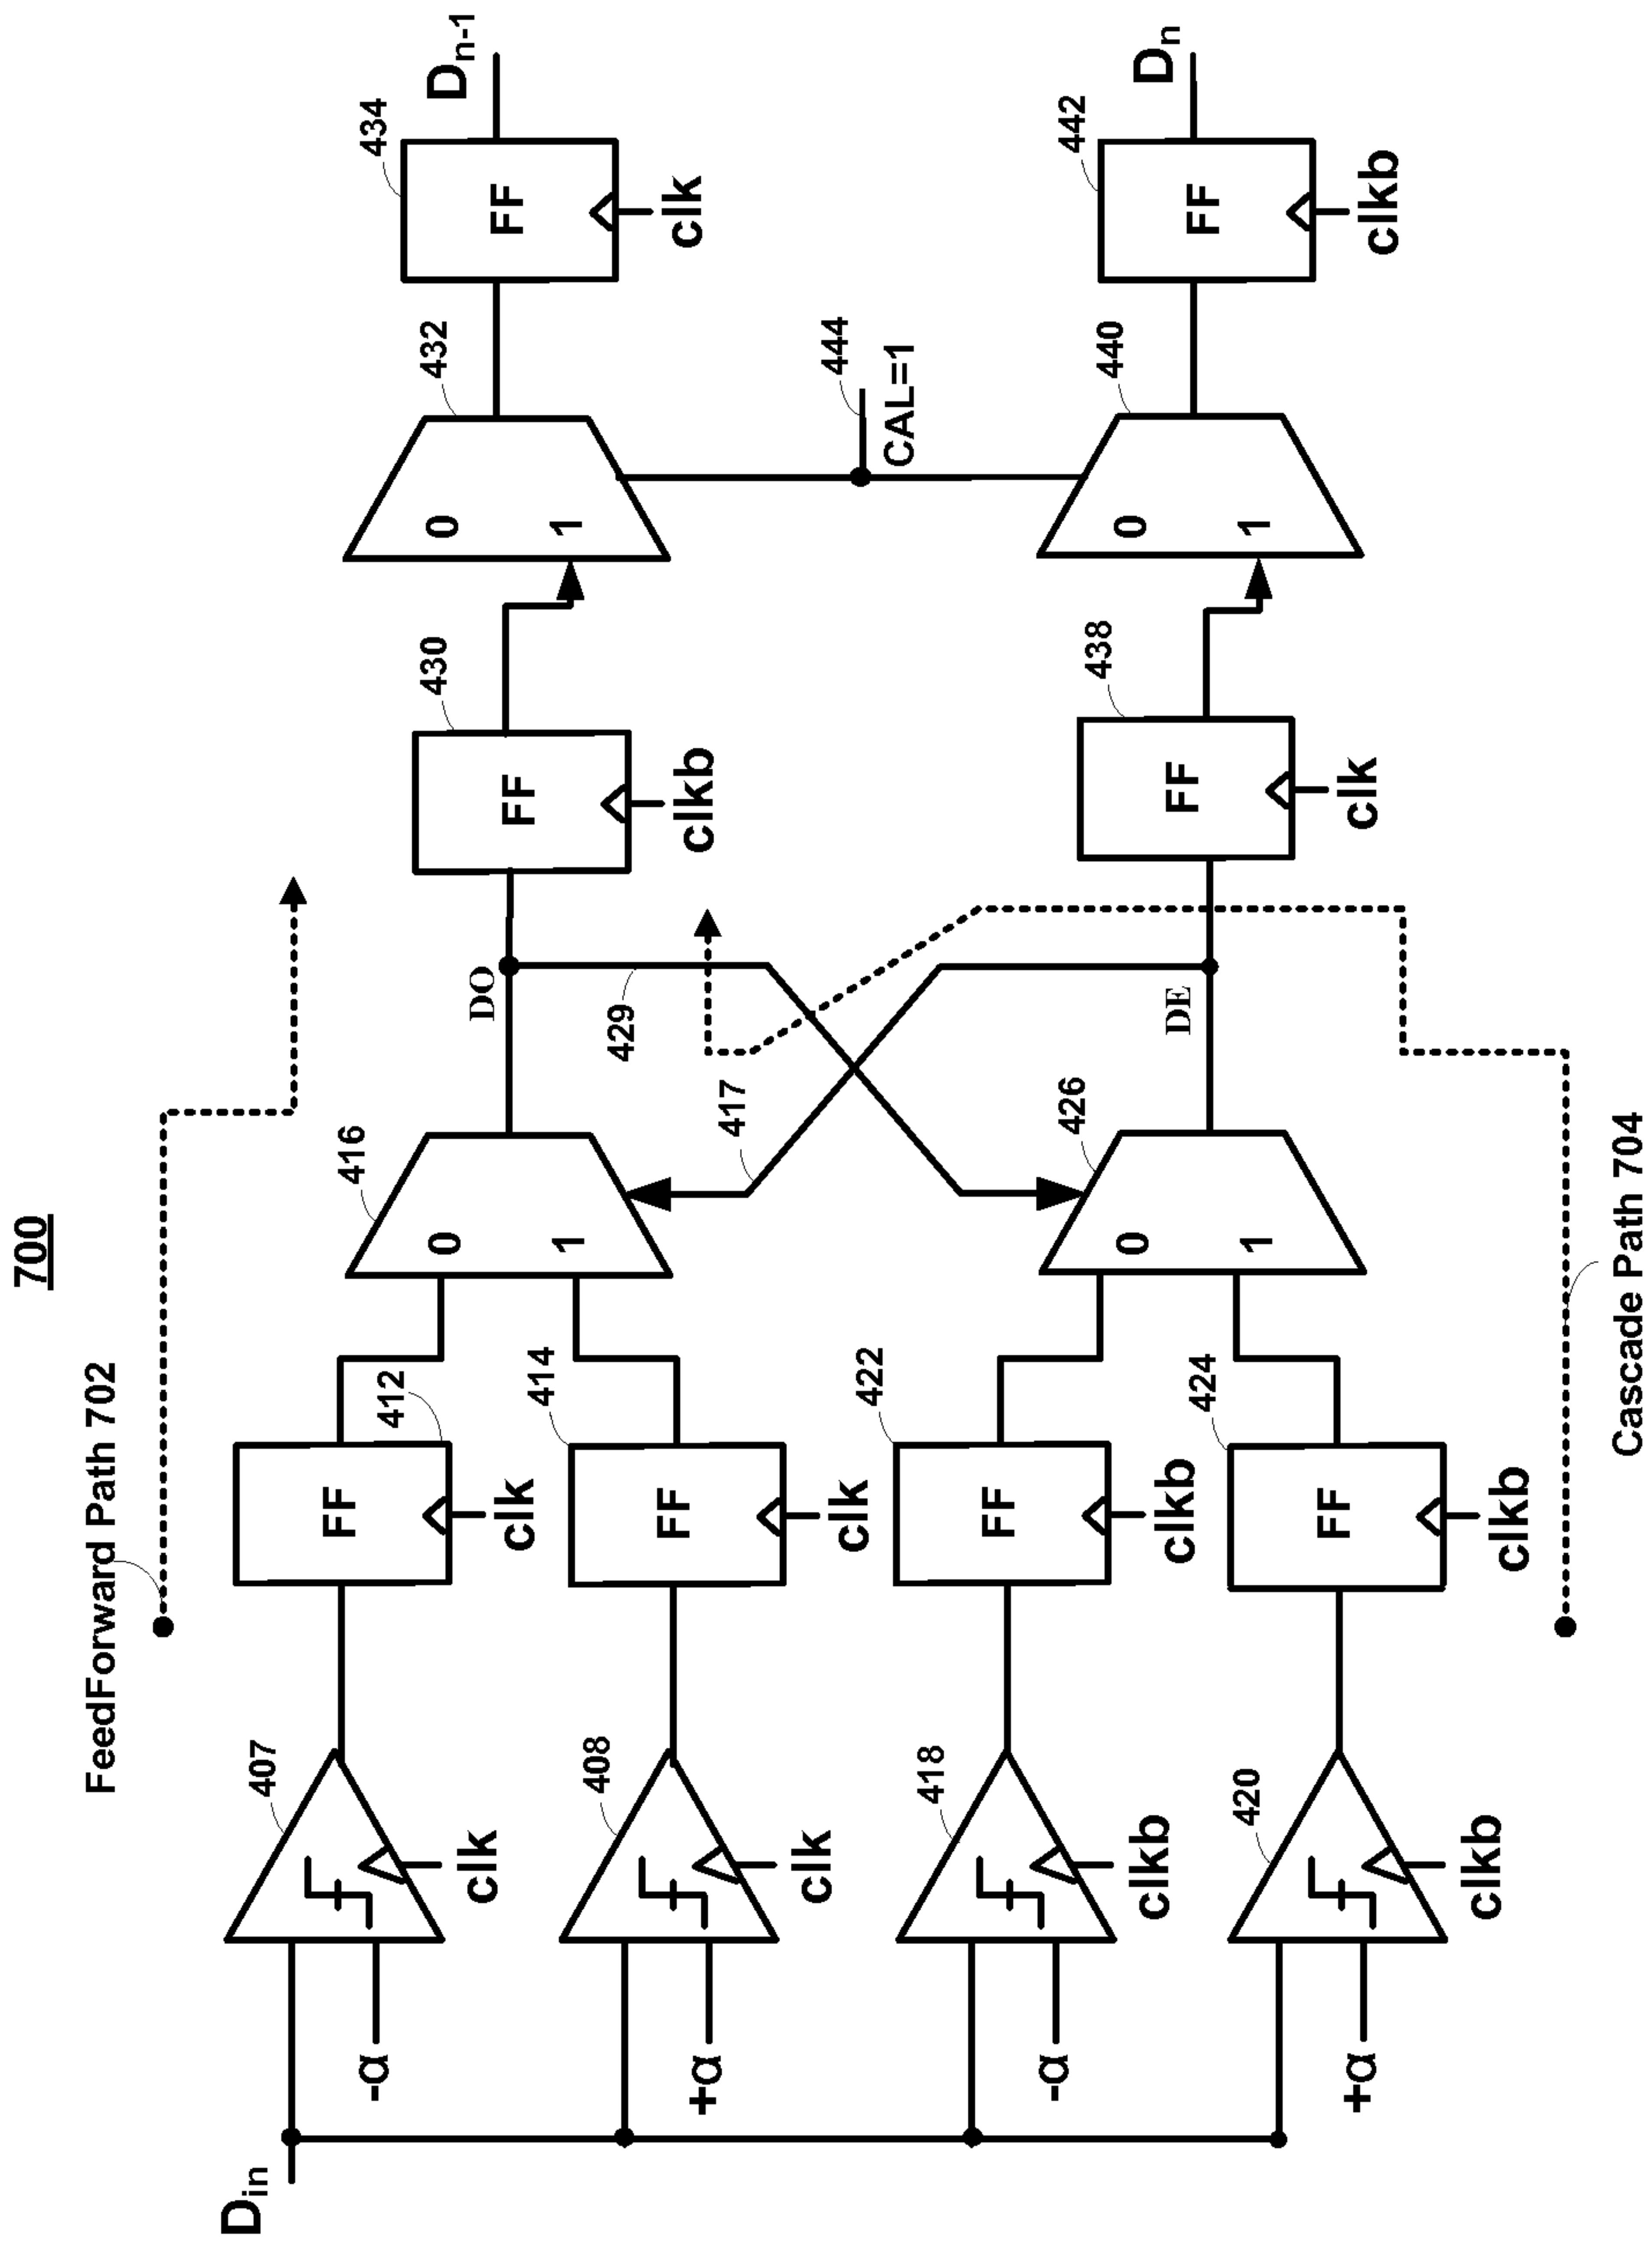 700
FeedForward Path 702
D_in
-α
407
clk
FF
412
clk
0
1
416
DO
FF
430
clkb
0
1
432
FF
434
clk
D_n-1
+α
408
clk
FF
414
clk
417
429
444
CAL=1
-α
418
clkb
FF
422
clkb
0
1
426
DE
FF
438
clk
0
1
440
FF
442
clkb
D_n
+α
420
clkb
FF
424
clkb
Cascade Path 704